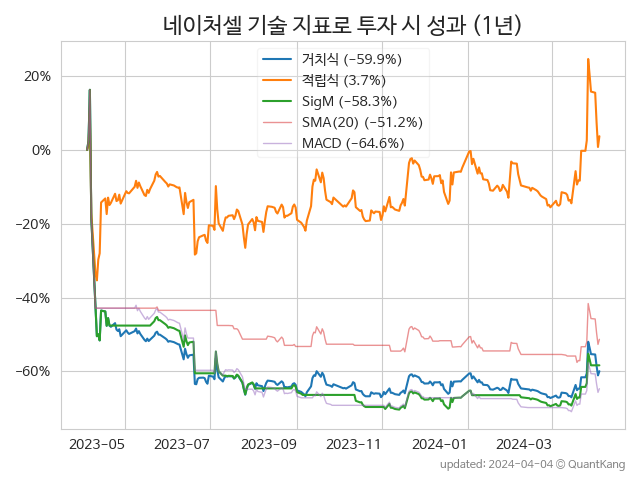 네이처셀 기술 지표로 투자 시 성과 (1년)
거치식 (−59.9%)
적립식 (3.7%)
SigM (−58.3%)
SMA(20) (−51.2%)
MACD (−64.6%)
20%
0%
−20%
−40%
−60%
2023-05 2023-07 2023-09 2023-11 2024-01 2024-03
updated: 2024-04-04 © QuantKang